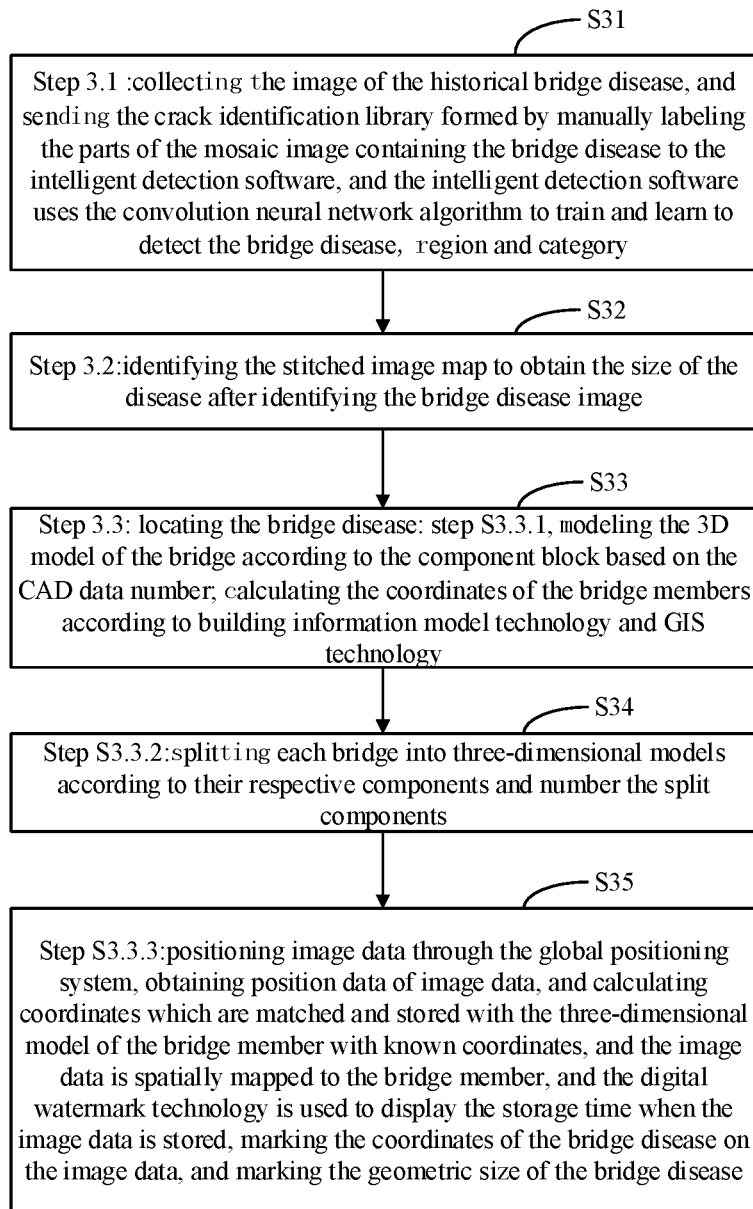 S31
Step 3.1 :collecting the image of the historical bridge disease, and
sending the crack identification library formed by manually labeling
the parts of the mosaic image containing the bridge disease to the
intelligent detection software, and the intelligent detection software
uses the convolution neural network algorithm to train and learn to
detect the bridge disease, region and category
S32
Step 3.2:identifying the stitched image map to obtain the size of the
disease after identifying the bridge disease image
S33
Step 3.3: locating the bridge disease: step S3.3.1, modeling the 3D
model of the bridge according to the component block based on the
CAD data number; calculating the coordinates of the bridge members
according to building information model technology and GIS
technology
S34
Step S3.3.2:splitting each bridge into three-dimensional models
according to their respective components and number the split
components
S35
Step S3.3.3:positioning image data through the global positioning
system, obtaining position data of image data, and calculating
coordinates which are matched and stored with the three-dimensional
model of the bridge member with known coordinates, and the image
data is spatially mapped to the bridge member, and the digital
watermark technology is used to display the storage time when the
image data is stored, marking the coordinates of the bridge disease on
the image data, and marking the geometric size of the bridge disease